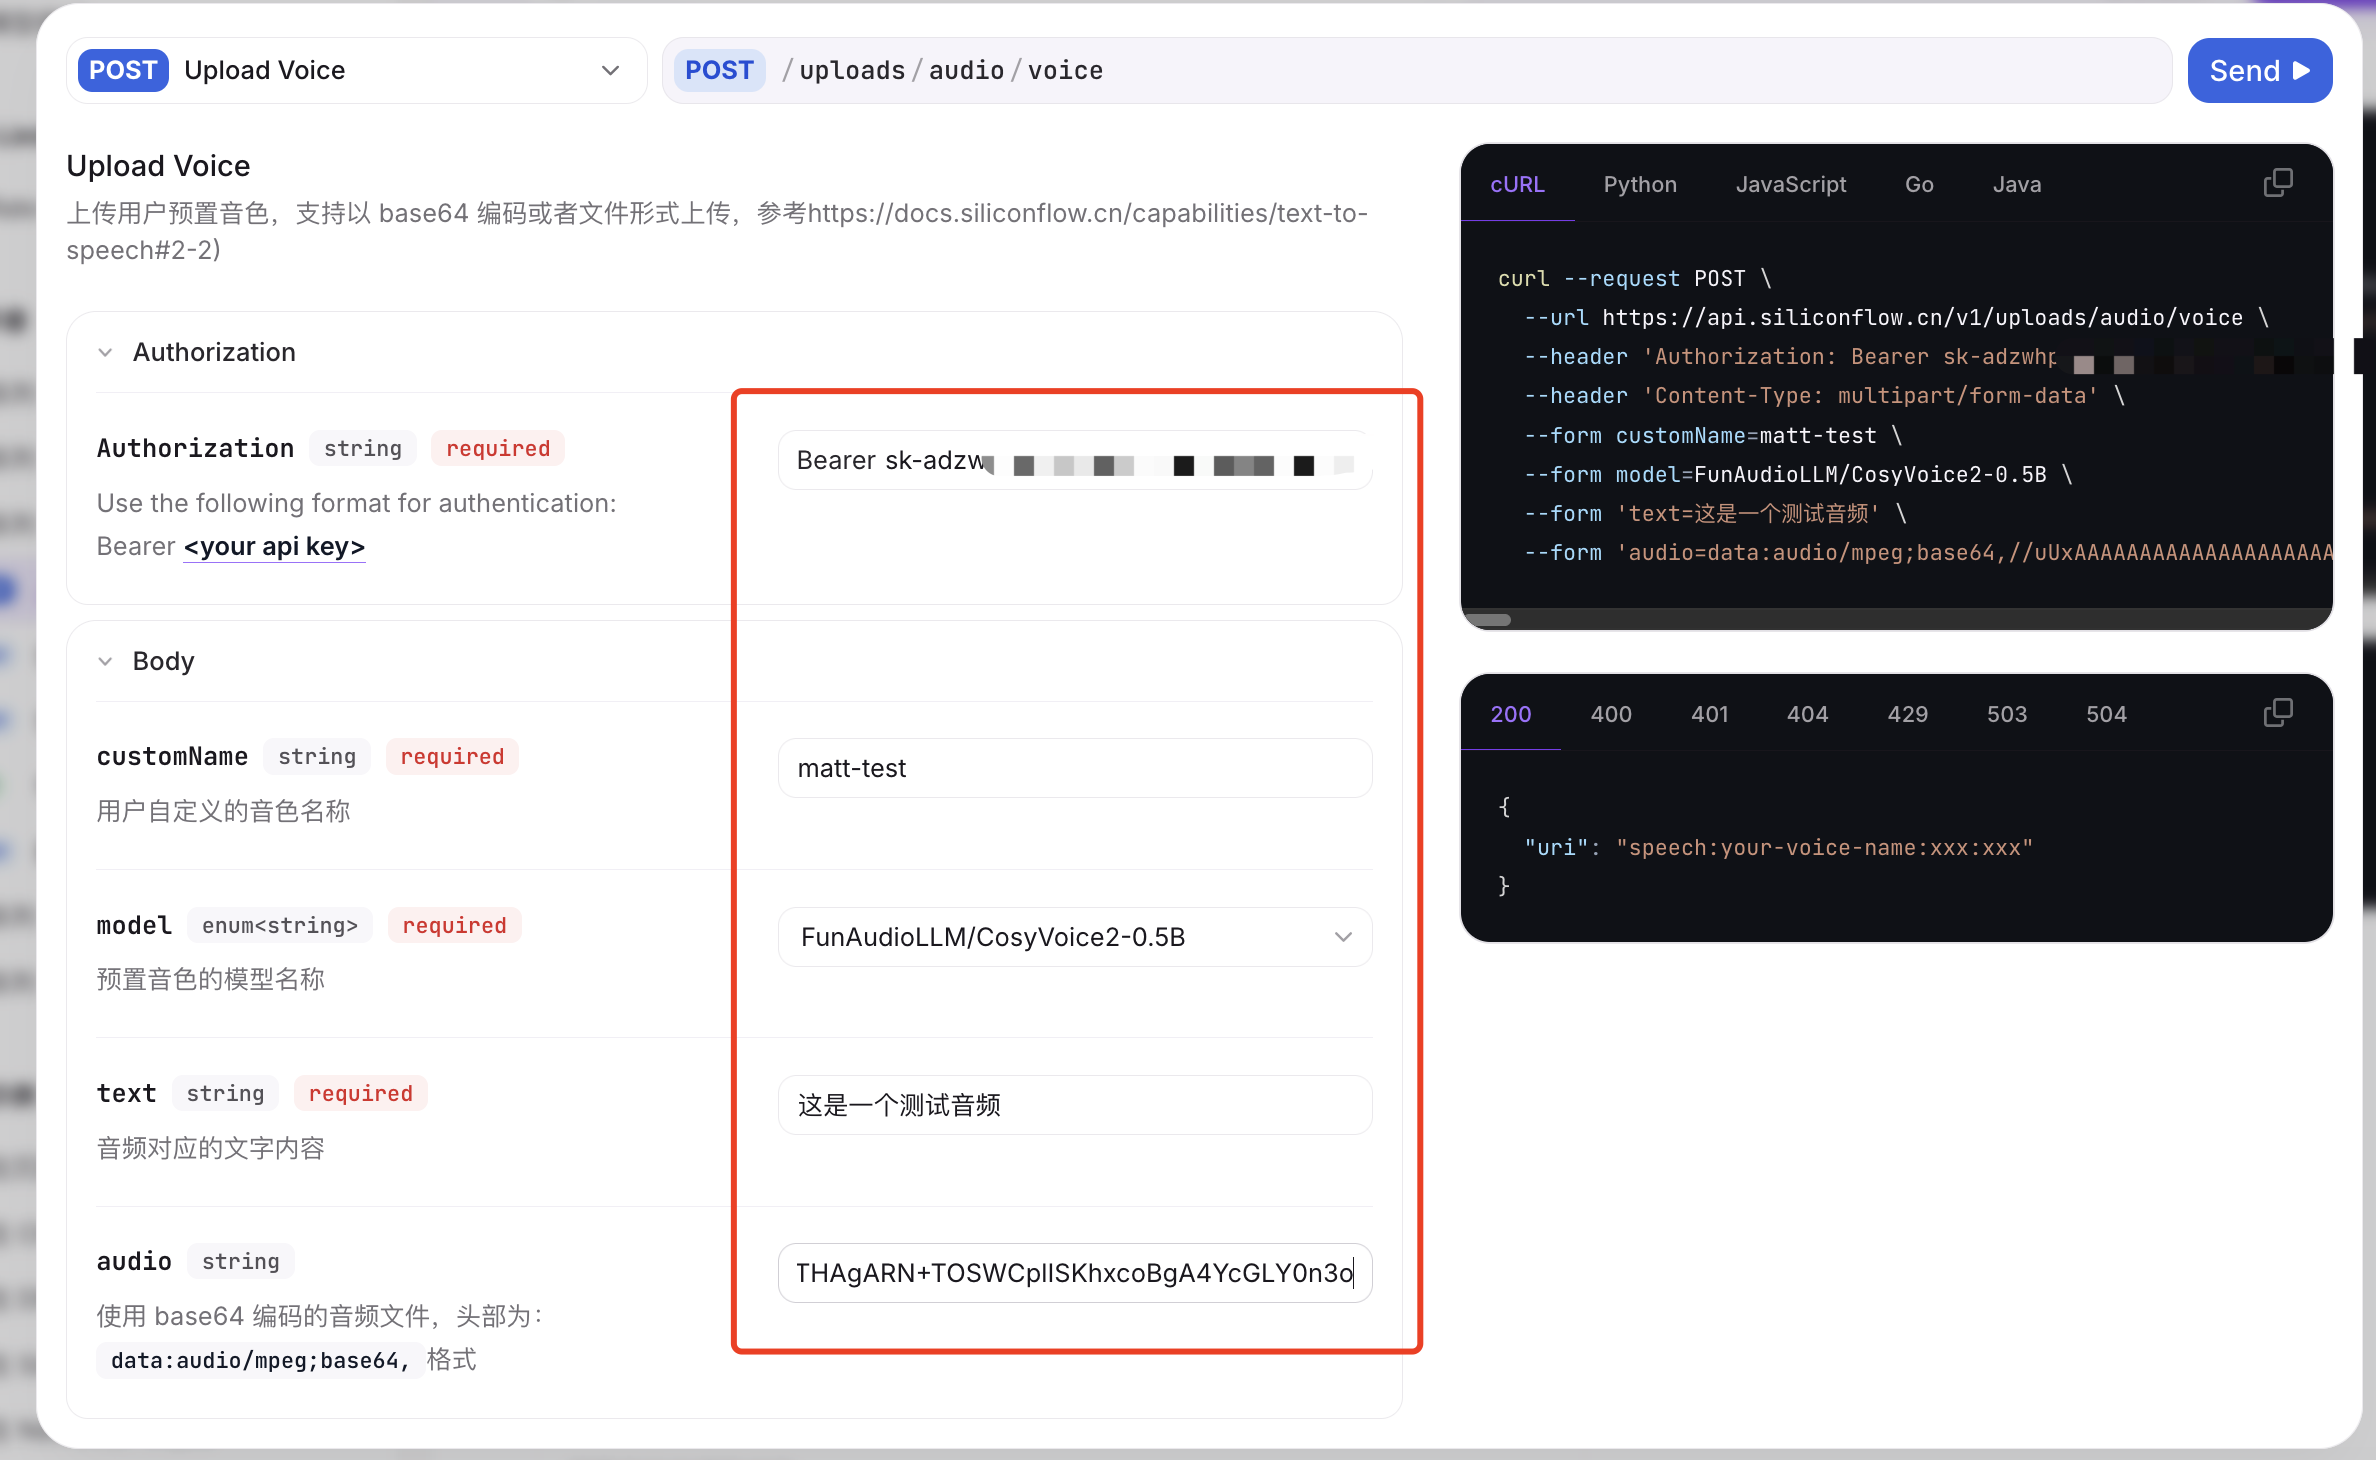 POST Upload Voice
POST /uploads/audio/voice
Send
Upload Voice
上传用户预置音色，支持以 base64 编码或者文件形式上传，参考https://docs.siliconflow.cn/capabilities/text-to-
speech#2-2)
Authorization
Authorization string required
Use the following format for authentication:
Bearer <your api key>
Bearer sk-adzw
Body
customName string required
用户自定义的音色名称
matt-test
model enum<string> required
预置音色的模型名称
FunAudioLLM/CosyVoice2-0.5B
text string required
音频对应的文字内容
这是一个测试音频
audio string
使用 base64 编码的音频文件，头部为：
data:audio/mpeg;base64, 格式
THAgARN+TOSWCplISKhxcoBgA4YcGLY0n3o
cURL Python JavaScript Go Java
curl --request POST \
--url https://api.siliconflow.cn/v1/uploads/audio/voice \
--header 'Authorization: Bearer sk-adzwhp
--header 'Content-Type: multipart/form-data' \
--form customName=matt-test \
--form model=FunAudioLLM/CosyVoice2-0.5B \
--form 'text=这是一个测试音频' \
--form 'audio=data:audio/mpeg;base64,//uUxAAAAAAAAAAAAAAAAAAAA
200 400 401 404 429 503 504
{
"uri": "speech:your-voice-name:xxx:xxx"
}